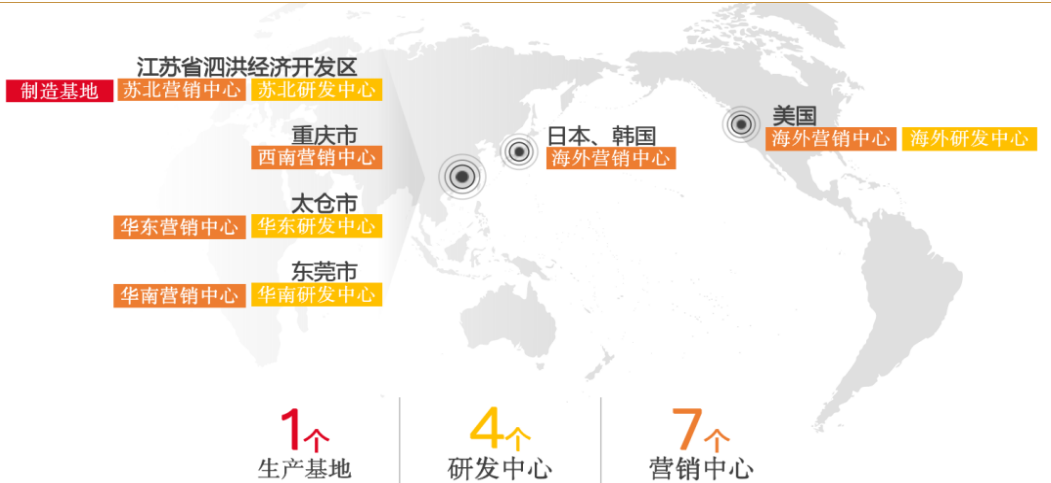 江苏省泗洪经济开发区
制造基地 苏北营销中心 苏北研发中心
重庆市
西南营销中心
太仓市
华东营销中心 华东研发中心
东莞市
华南营销中心 华南研发中心
日本、韩国
海外营销中心
美国
海外营销中心 海外研发中心
1个
生产基地
4个
研发中心
7个
营销中心